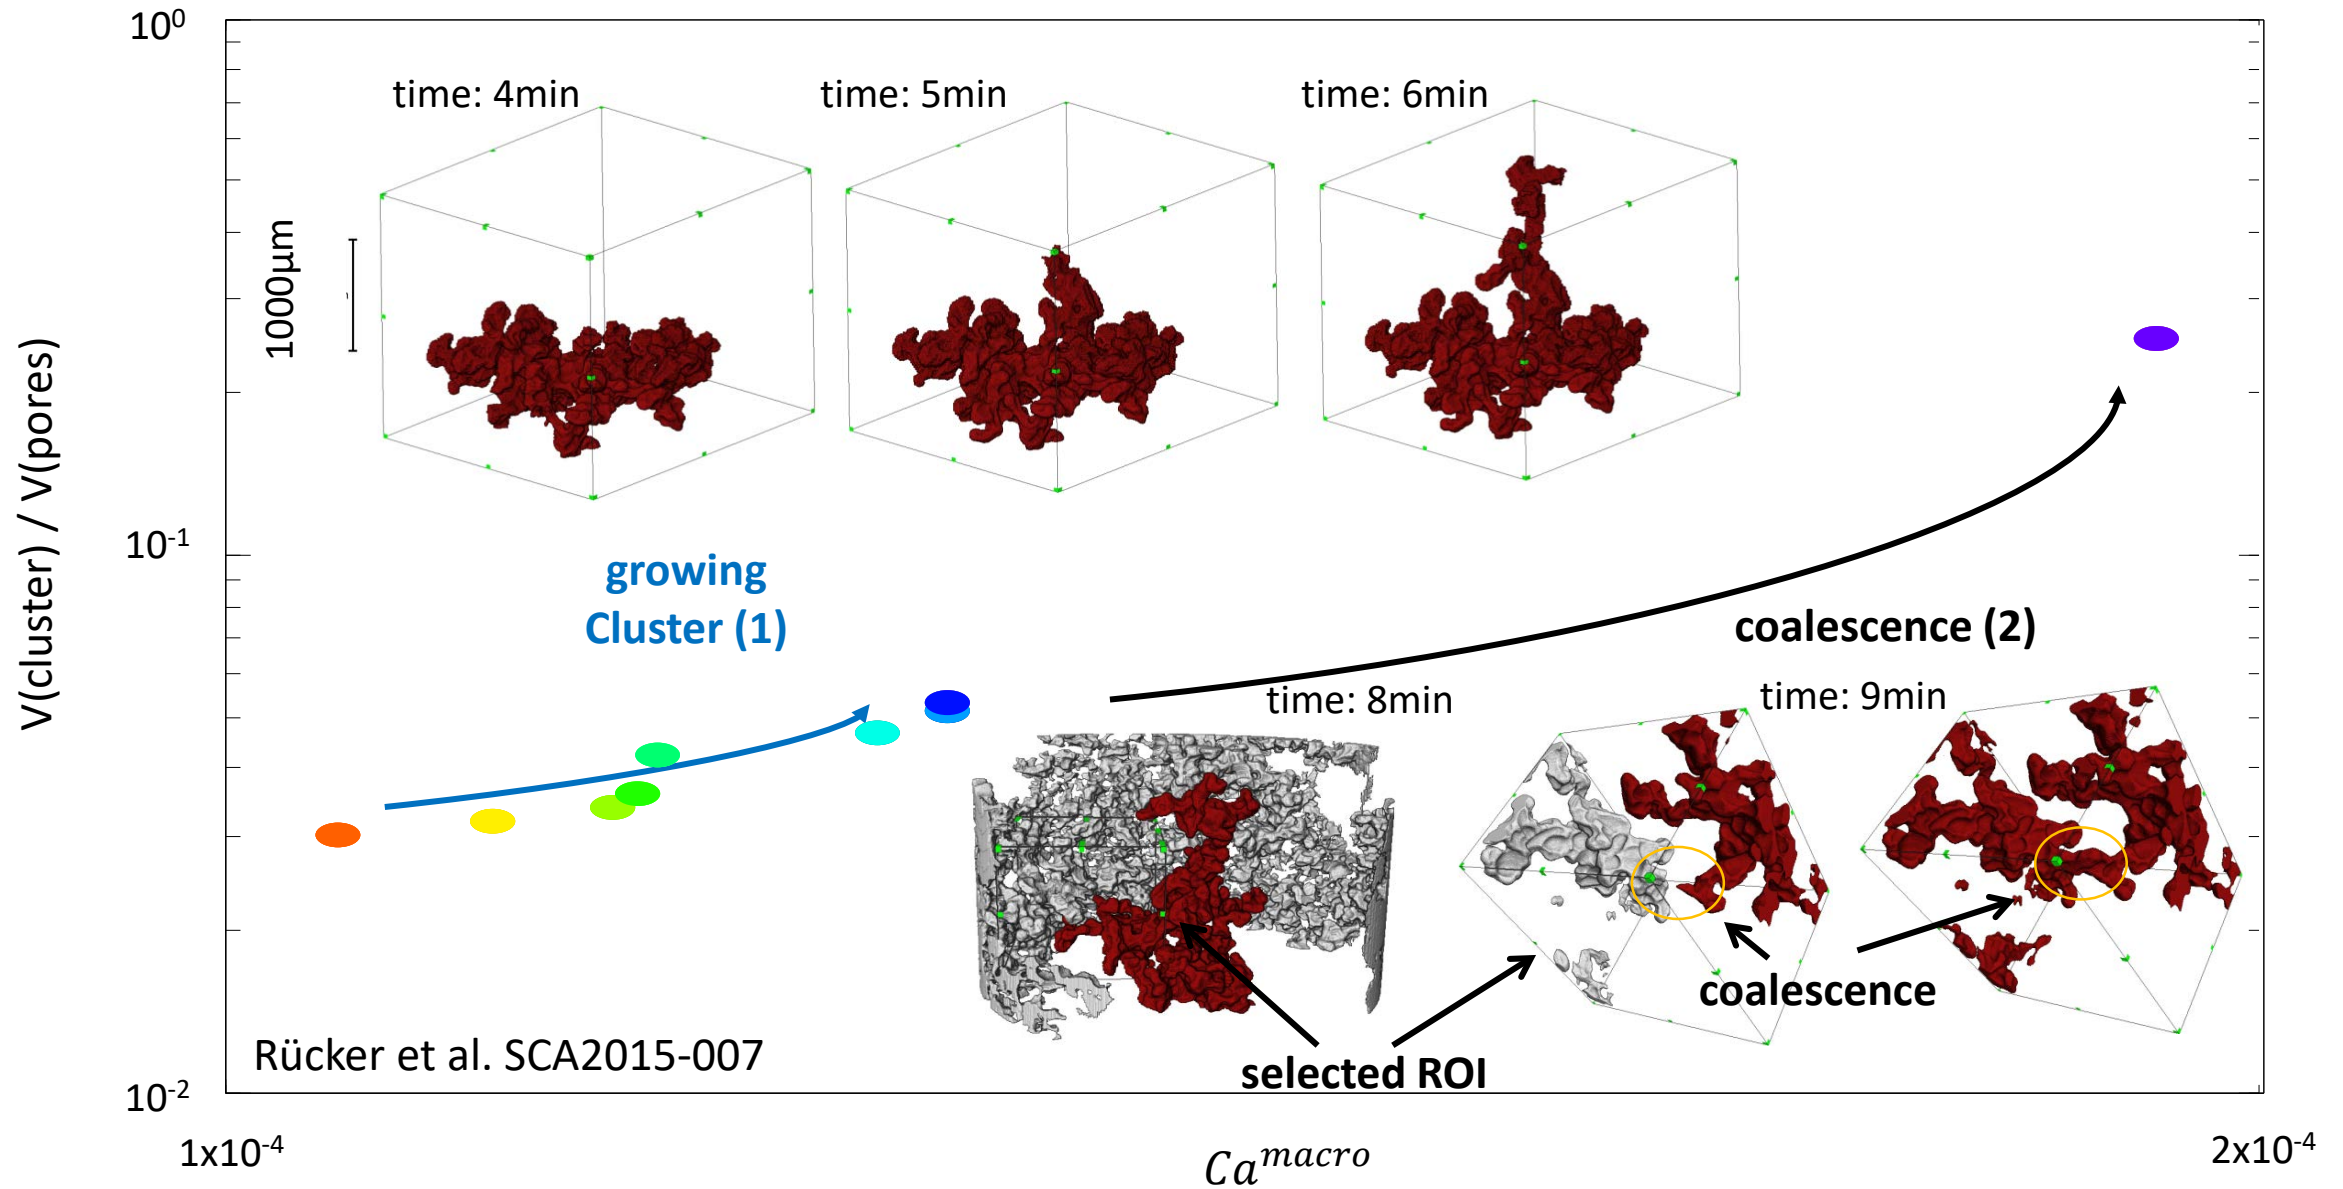 10⁰
time: 4min
time: 5min
time: 6min
1000µm
V(cluster) / V(pores)
10⁻¹
growing
Cluster (1)
coalescence (2)
time: 8min
time: 9min
coalescence
selected ROI
Rücker et al. SCA2015-007
10⁻²
1x10⁻⁴
Ca^macro
2x10⁻⁴